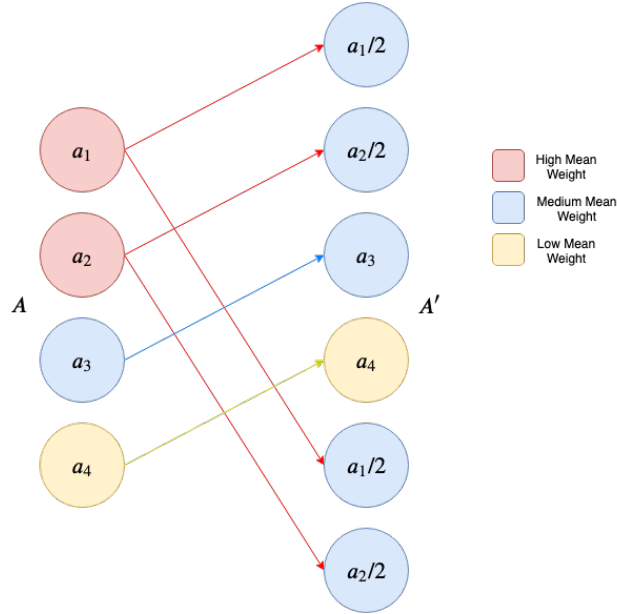 a₁
a₂
A
a₃
a₄
a₁/2
a₂/2
a₃
A′
a₄
a₁/2
a₂/2
High Mean
Weight
Medium Mean
Weight
Low Mean
Weight